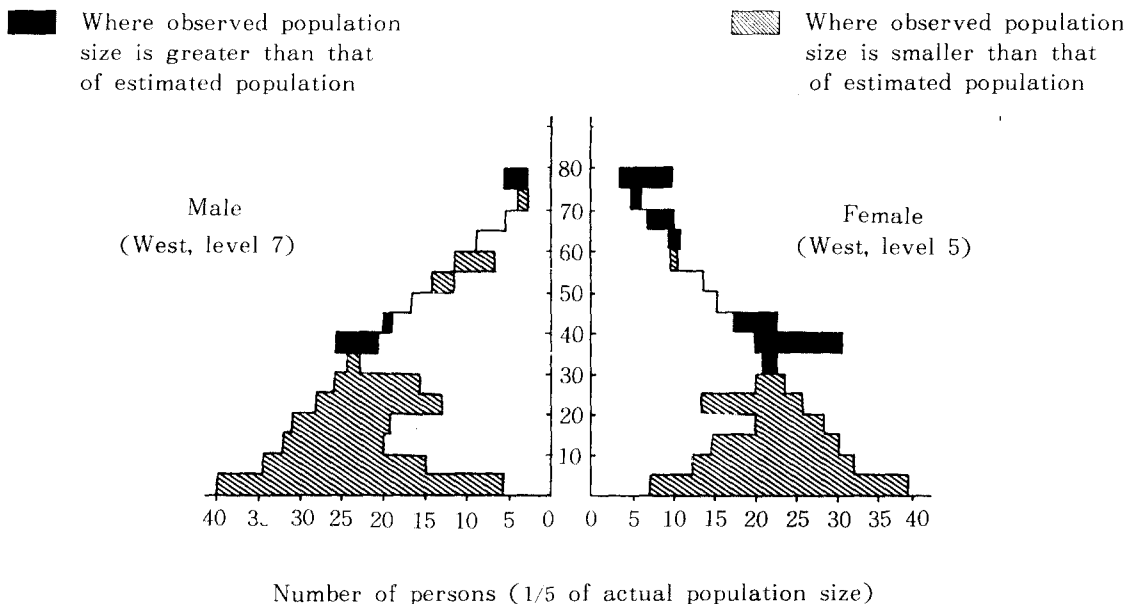 Where observed population
size is greater than that
of estimated population
Where observed population
size is smaller than that
of estimated population
Male
(West, level 7)
Female
(West, level 5)
80
70
60
50
40
30
20
10
40 30 25 20 15 10 5 0
0 5 10 15 20 25 30 35 40
Number of persons (1/5 of actual population size)